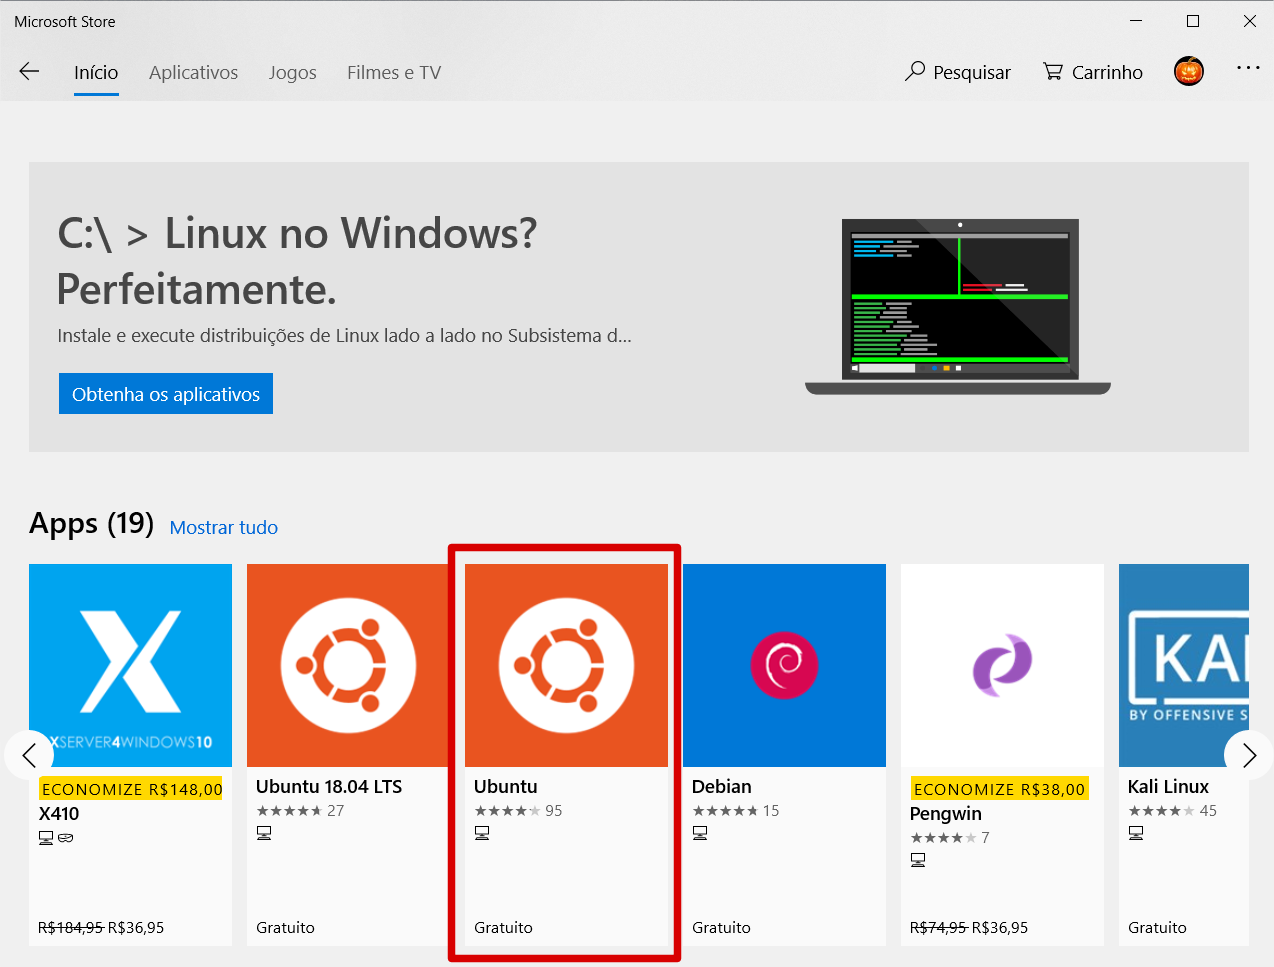 Microsoft Store
Início Aplicativos Jogos Filmes e TV Pesquisar Carrinho
C:\ > Linux no Windows?
Perfeitamente.
Instale e execute distribuições de Linux lado a lado no Subsistema d...
Obtenha os aplicativos
Apps (19) Mostrar tudo
XSERVER4WINDOWS10
ECONOMIZE R$148,00
X410
R$184,95 R$36,95
Ubuntu 18.04 LTS
27
Gratuito
Ubuntu
95
Gratuito
Debian
15
Gratuito
ECONOMIZE R$38,00
Pengwin
7
R$74,95 R$36,95
KAL
BY OFFENSIVE S
Kali Linux
45
Gratuito